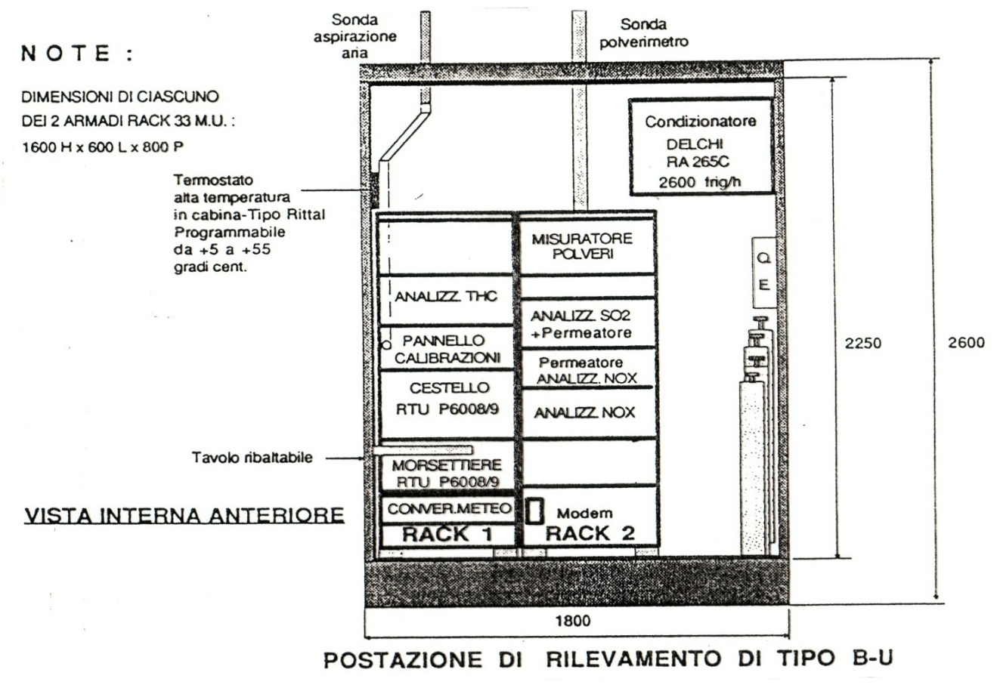 Sonda
aspirazione
aria
Sonda
polverimetro
NOTE :
DIMENSIONI DI CIASCUNO
DEI 2 ARMADI RACK 33 M.U. :
1600 H x 600 L x 800 P
Condizionatore
DELCHI
RA 265C
2600 frig/h
Termostato
alta temperatura
in cabina-Tipo Rittal
Programmabile
da +5 a +55
gradi cent.
MISURATORE
POLVERI
Q
E
ANALIZZ. THC
ANALIZZ. SO2
+Permeatore
PANNELLO
CALIBRAZIONI
Permeatore
ANALIZZ. NOX
CESTELLO
RTU P6008/9
ANALIZZ. NOX
2250
2600
Tavolo ribaltabile
MORSETTIERE
RTU P6008/9
CONVER.METEO
RACK 1
Modem
RACK 2
VISTA INTERNA ANTERIORE
1800
POSTAZIONE DI RILEVAMENTO DI TIPO B-U